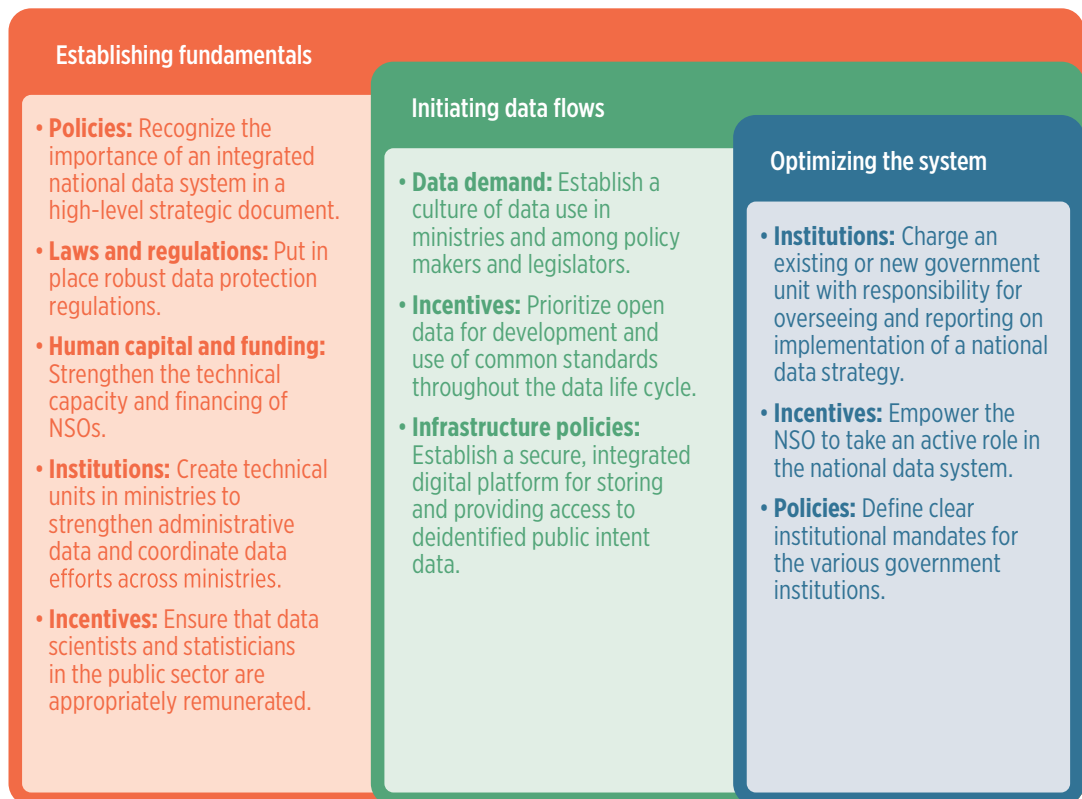 Establishing fundamentals
• Policies: Recognize the
importance of an integrated
national data system in a
high-level strategic document.
• Laws and regulations: Put in
place robust data protection
regulations.
• Human capital and funding:
Strengthen the technical
capacity and financing of
NSOs.
• Institutions: Create technical
units in ministries to
strengthen administrative
data and coordinate data
efforts across ministries.
• Incentives: Ensure that data
scientists and statisticians
in the public sector are
appropriately remunerated.
Initiating data flows
• Data demand: Establish a
culture of data use in
ministries and among policy
makers and legislators.
• Incentives: Prioritize open
data for development and
use of common standards
throughout the data life cycle.
• Infrastructure policies:
Establish a secure, integrated
digital platform for storing
and providing access to
deidentified public intent
data.
Optimizing the system
• Institutions: Charge an
existing or new government
unit with responsibility for
overseeing and reporting on
implementation of a national
data strategy.
• Incentives: Empower the
NSO to take an active role in
the national data system.
• Policies: Define clear
institutional mandates for
the various government
institutions.